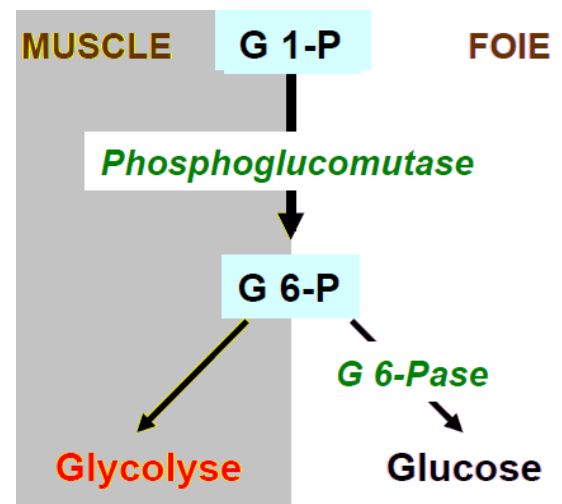 MUSCLE
G 1-P
FOIE
Phosphoglucomutase
G 6-P
G 6-Pase
Glycolyse
Glucose